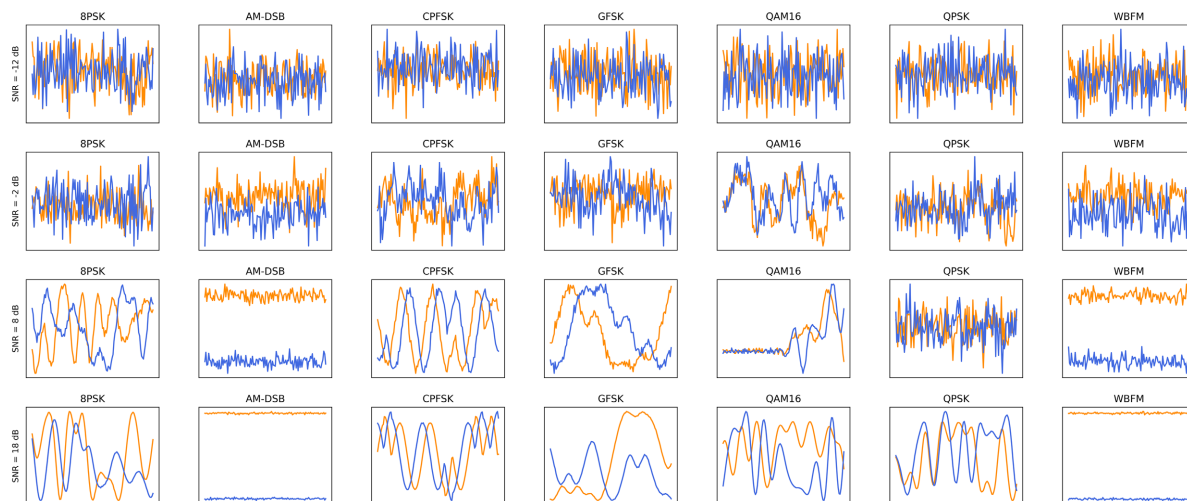 8PSK AM-DSB CPFSK GFSK QAM16 QPSK WBFM
SNR = -12 dB
8PSK AM-DSB CPFSK GFSK QAM16 QPSK WBFM
SNR = -2 dB
8PSK AM-DSB CPFSK GFSK QAM16 QPSK WBFM
SNR = 8 dB
8PSK AM-DSB CPFSK GFSK QAM16 QPSK WBFM
SNR = 18 dB